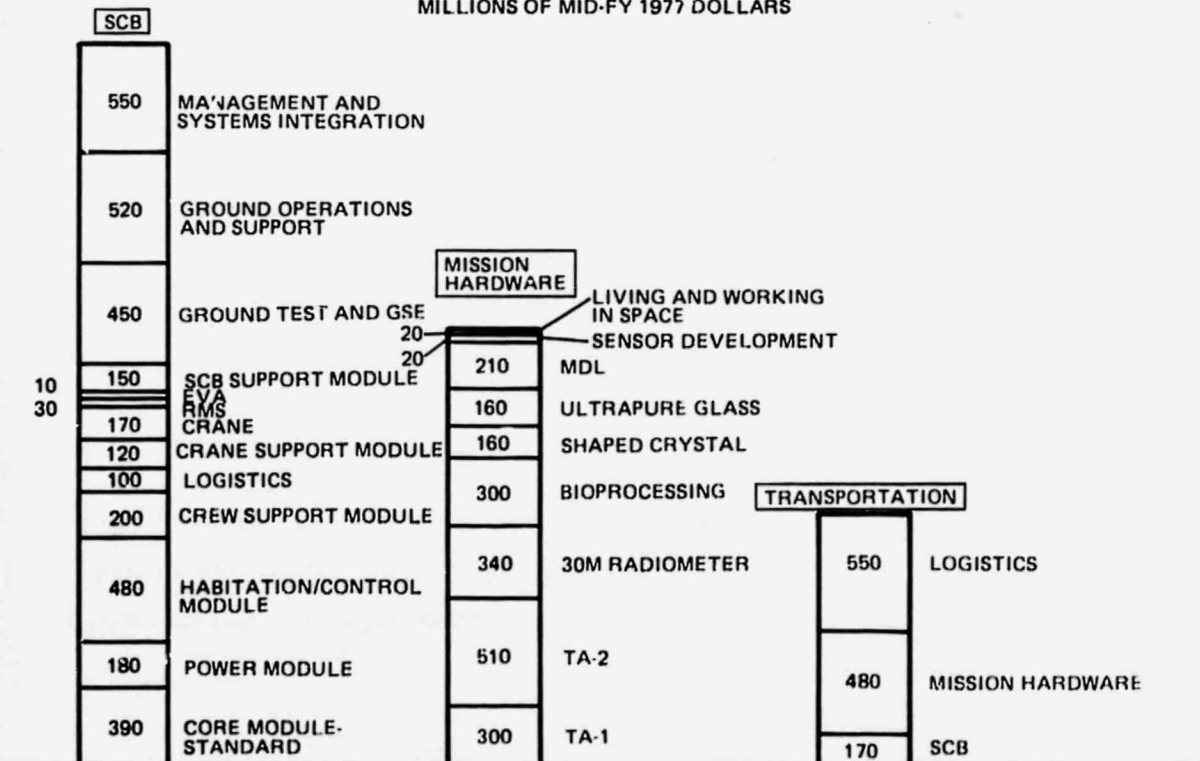 MILLIONS OF MID-FY 1977 DOLLARS
SCB
550 MANAGEMENT AND
SYSTEMS INTEGRATION
520 GROUND OPERATIONS
AND SUPPORT
450 GROUND TEST AND GSE
150 SCB SUPPORT MODULE
10 EVA
30 RMS
170 CRANE
120 CRANE SUPPORT MODULE
100 LOGISTICS
200 CREW SUPPORT MODULE
480 HABITATION/CONTROL
MODULE
180 POWER MODULE
390 CORE MODULE-
STANDARD
MISSION
HARDWARE
20 LIVING AND WORKING
IN SPACE
20 SENSOR DEVELOPMENT
210 MDL
160 ULTRAPURE GLASS
160 SHAPED CRYSTAL
300 BIOPROCESSING
340 30M RADIOMETER
510 TA-2
300 TA-1
TRANSPORTATION
550 LOGISTICS
480 MISSION HARDWARE
170 SCB